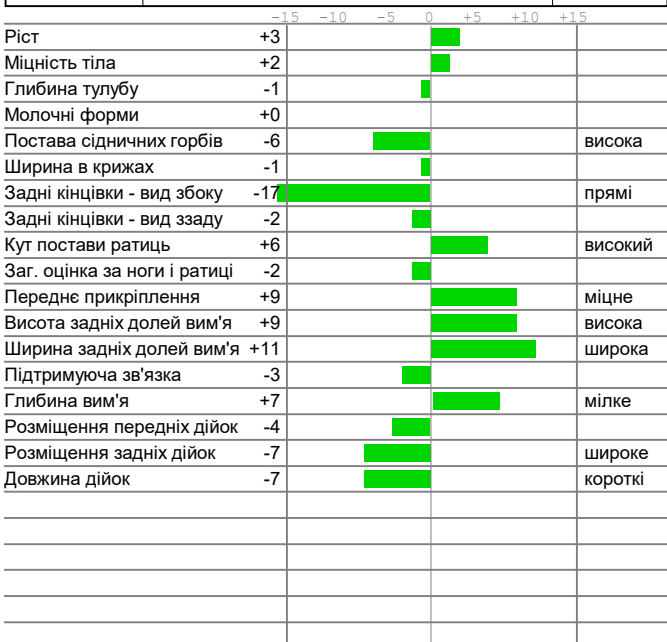 -15 -10 -5 0 +5 +10 +15
Ріст +3
Міцність тіла +2
Глибина тулубу -1
Молочні форми +0
Постава сідничних горбів -6 висока
Ширина в крижах -1
Задні кінцівки - вид збоку -17 прямі
Задні кінцівки - вид ззаду -2
Кут постави ратиць +6 високий
Заг. оцінка за ноги і ратиці -2
Переднє прикріплення +9 міцне
Висота задніх долей вим'я +9 висока
Ширина задніх долей вим'я +11 широка
Підтримуюча зв'язка -3
Глибина вим'я +7 мілке
Розміщення передніх дійок -4
Розміщення задніх дійок -7 широке
Довжина дійок -7 короткі